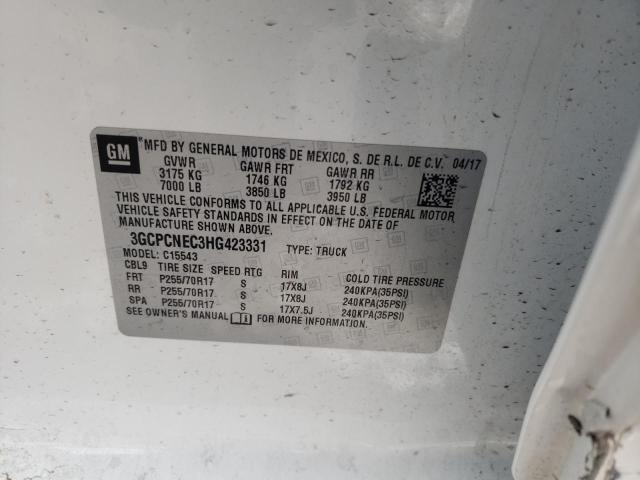 GM
MFD BY GENERAL MOTORS DE MEXICO, S. DE R.L. DE C.V. 04/17
GVWR GAWR FRT GAWR RR
3175 KG 1746 KG 1792 KG
7000 LB 3850 LB 3950 LB
THIS VEHICLE CONFORMS TO ALL APPLICABLE U.S. FEDERAL MOTOR
VEHICLE SAFETY STANDARDS IN EFFECT ON THE DATE OF
MANUFACTURE SHOWN ABOVE.
3GCPCNEC3HG423331 TYPE: TRUCK
MODEL: C15543
CBL9 TIRE SIZE SPEED RTG RIM COLD TIRE PRESSURE
FRT P255/70R17 S 17X8J 240KPA(35PSI)
RR P255/70R17 S 17X8J 240KPA(35PSI)
SPA P255/70R17 S 17X7.5J 240KPA(35PSI)
SEE OWNER'S MANUAL FOR MORE INFORMATION.